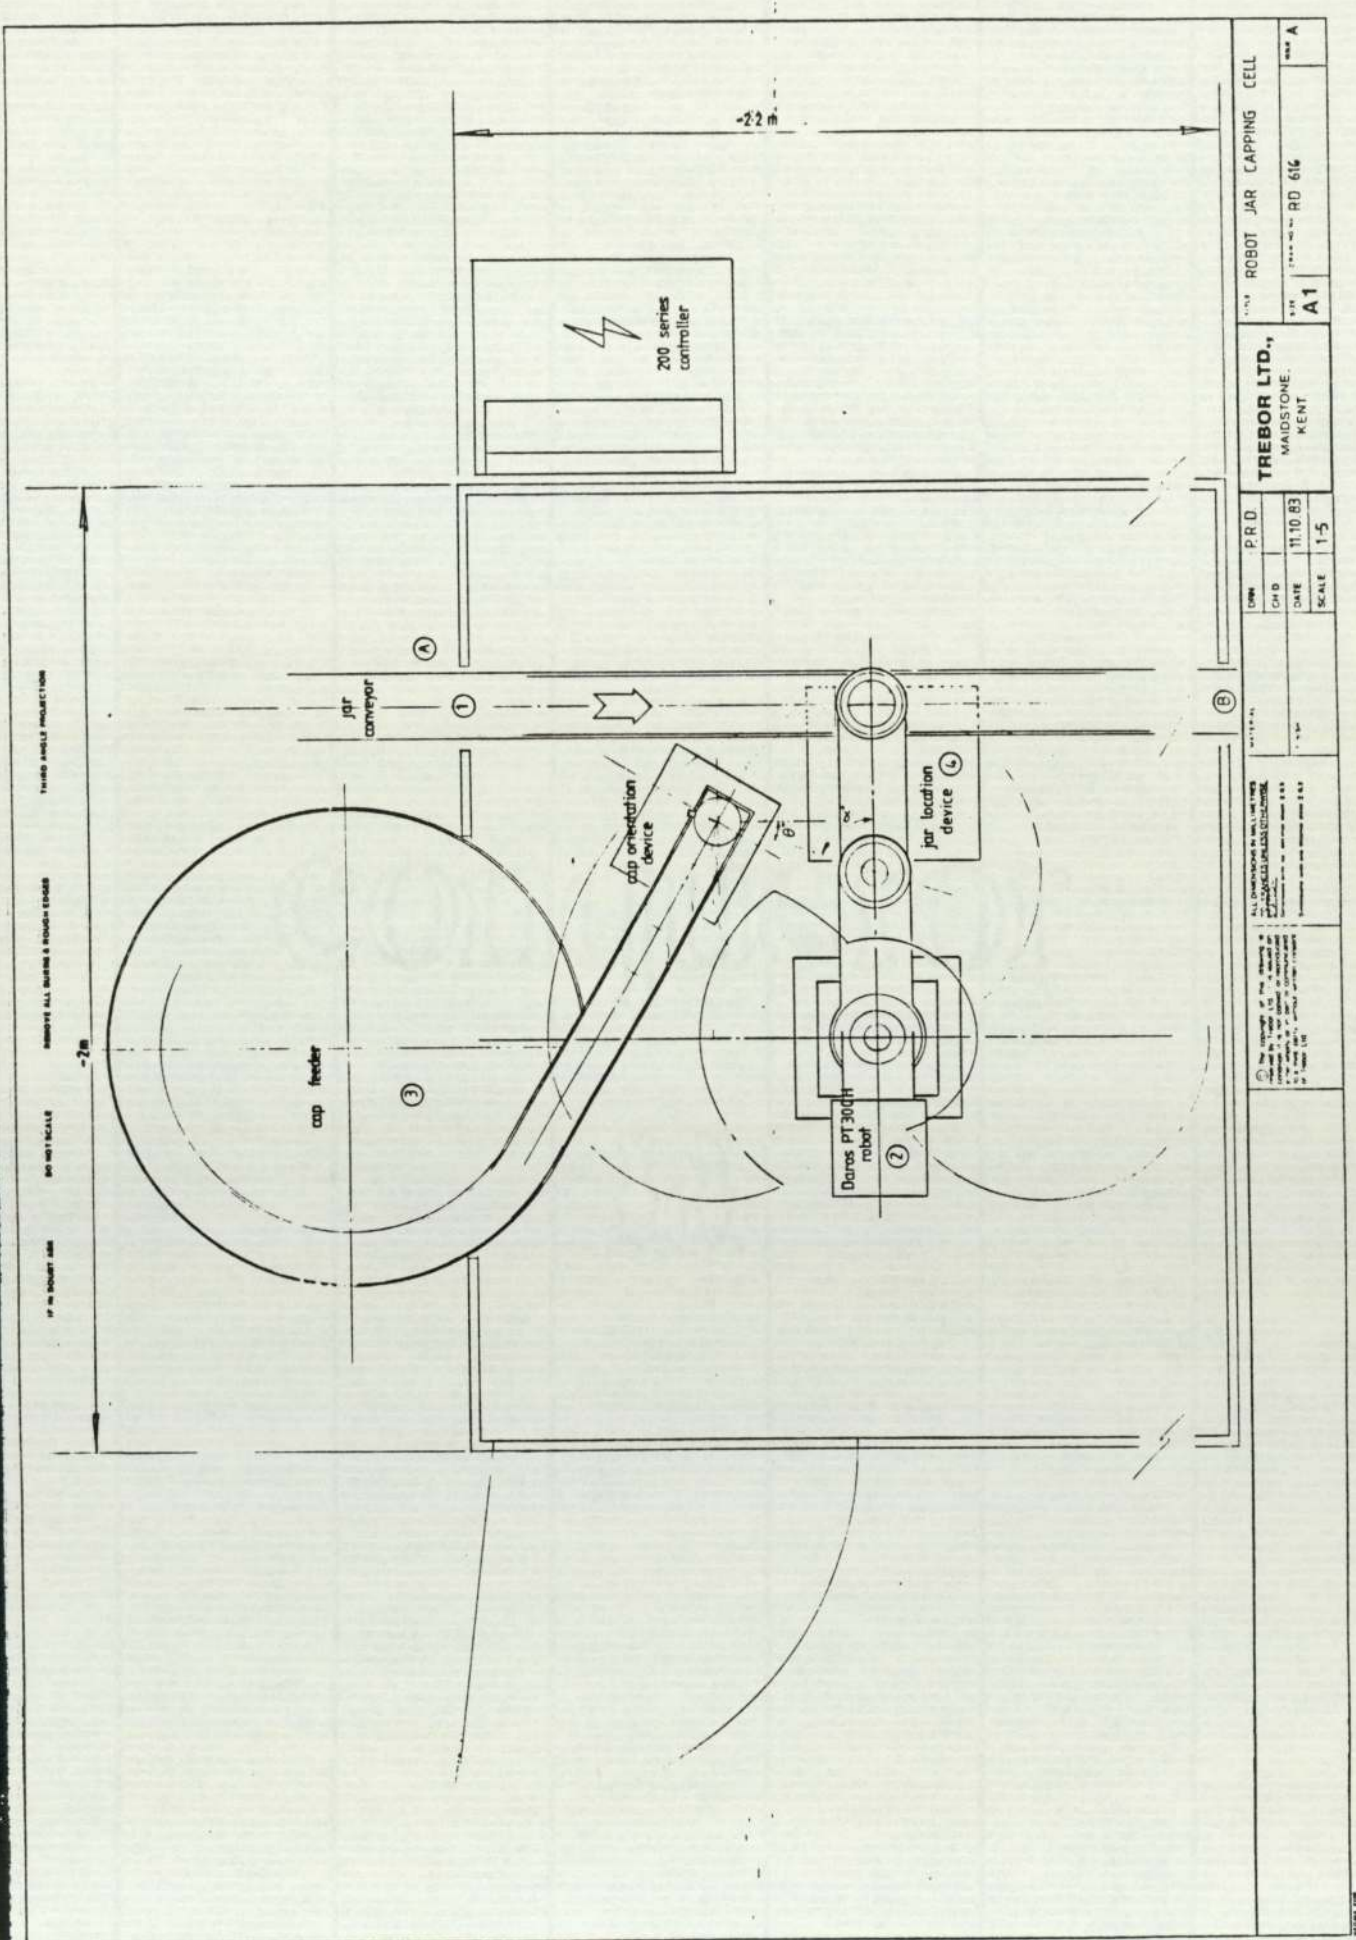 IF IN DOUBT ASK
DO NOT SCALE
REMOVE ALL BURRS & ROUGH EDGES
THIRD ANGLE PROJECTION
~2m
~2·2 m
cap feeder
3
jar
conveyor
1
A
cap orientation
device
θ°
α°
jar location
device
4
Daros PT300H
robot
2
B
200 series
controller
ALL DIMENSIONS IN MILLIMETRES
MATERIAL
DRN
P.R.D.
CH'D
DATE
11.10.83
SCALE
1-5
TREBOR LTD.,
MAIDSTONE.
KENT
TITLE
ROBOT JAR CAPPING CELL
SIZE
A1
RD 616
A